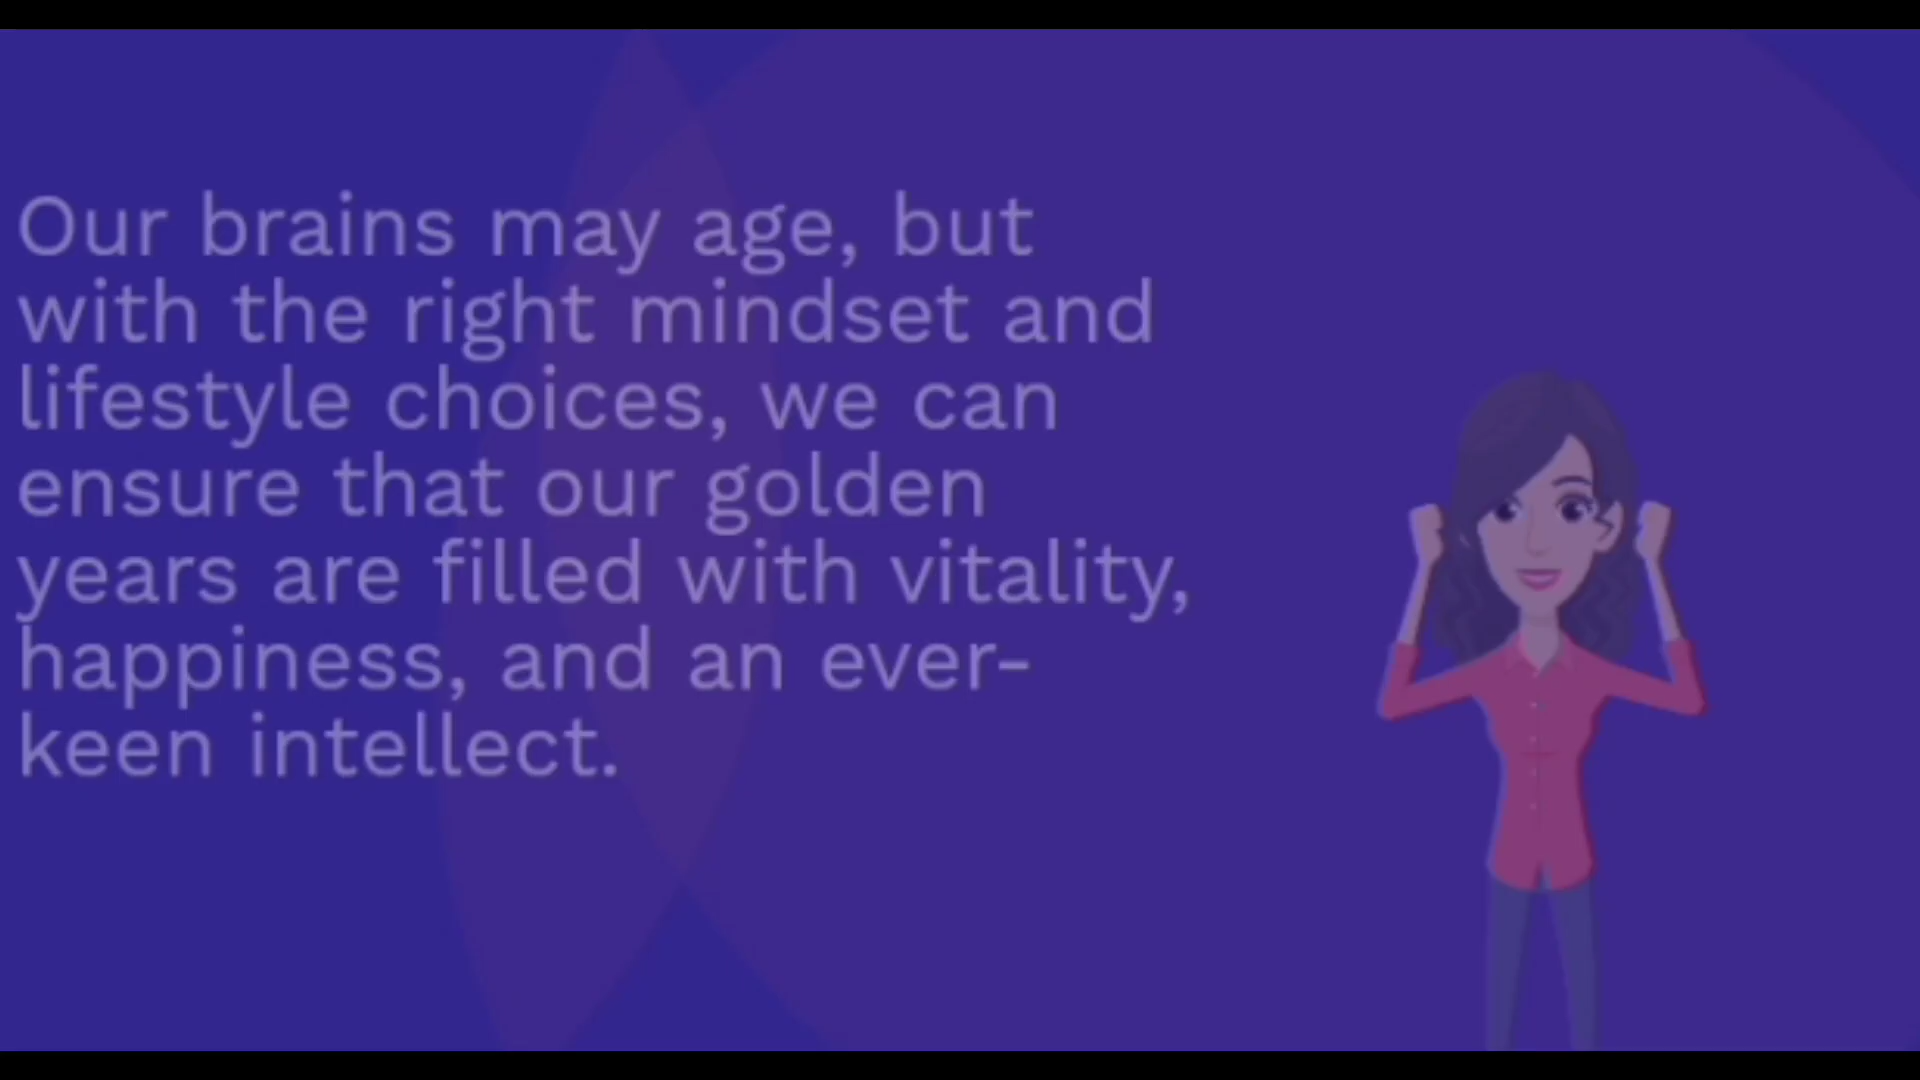 Our brains may age, but
with the right mindset and
lifestyle choices, we can
ensure that our golden
years are filled with vitality,
happiness, and an ever-
keen intellect.